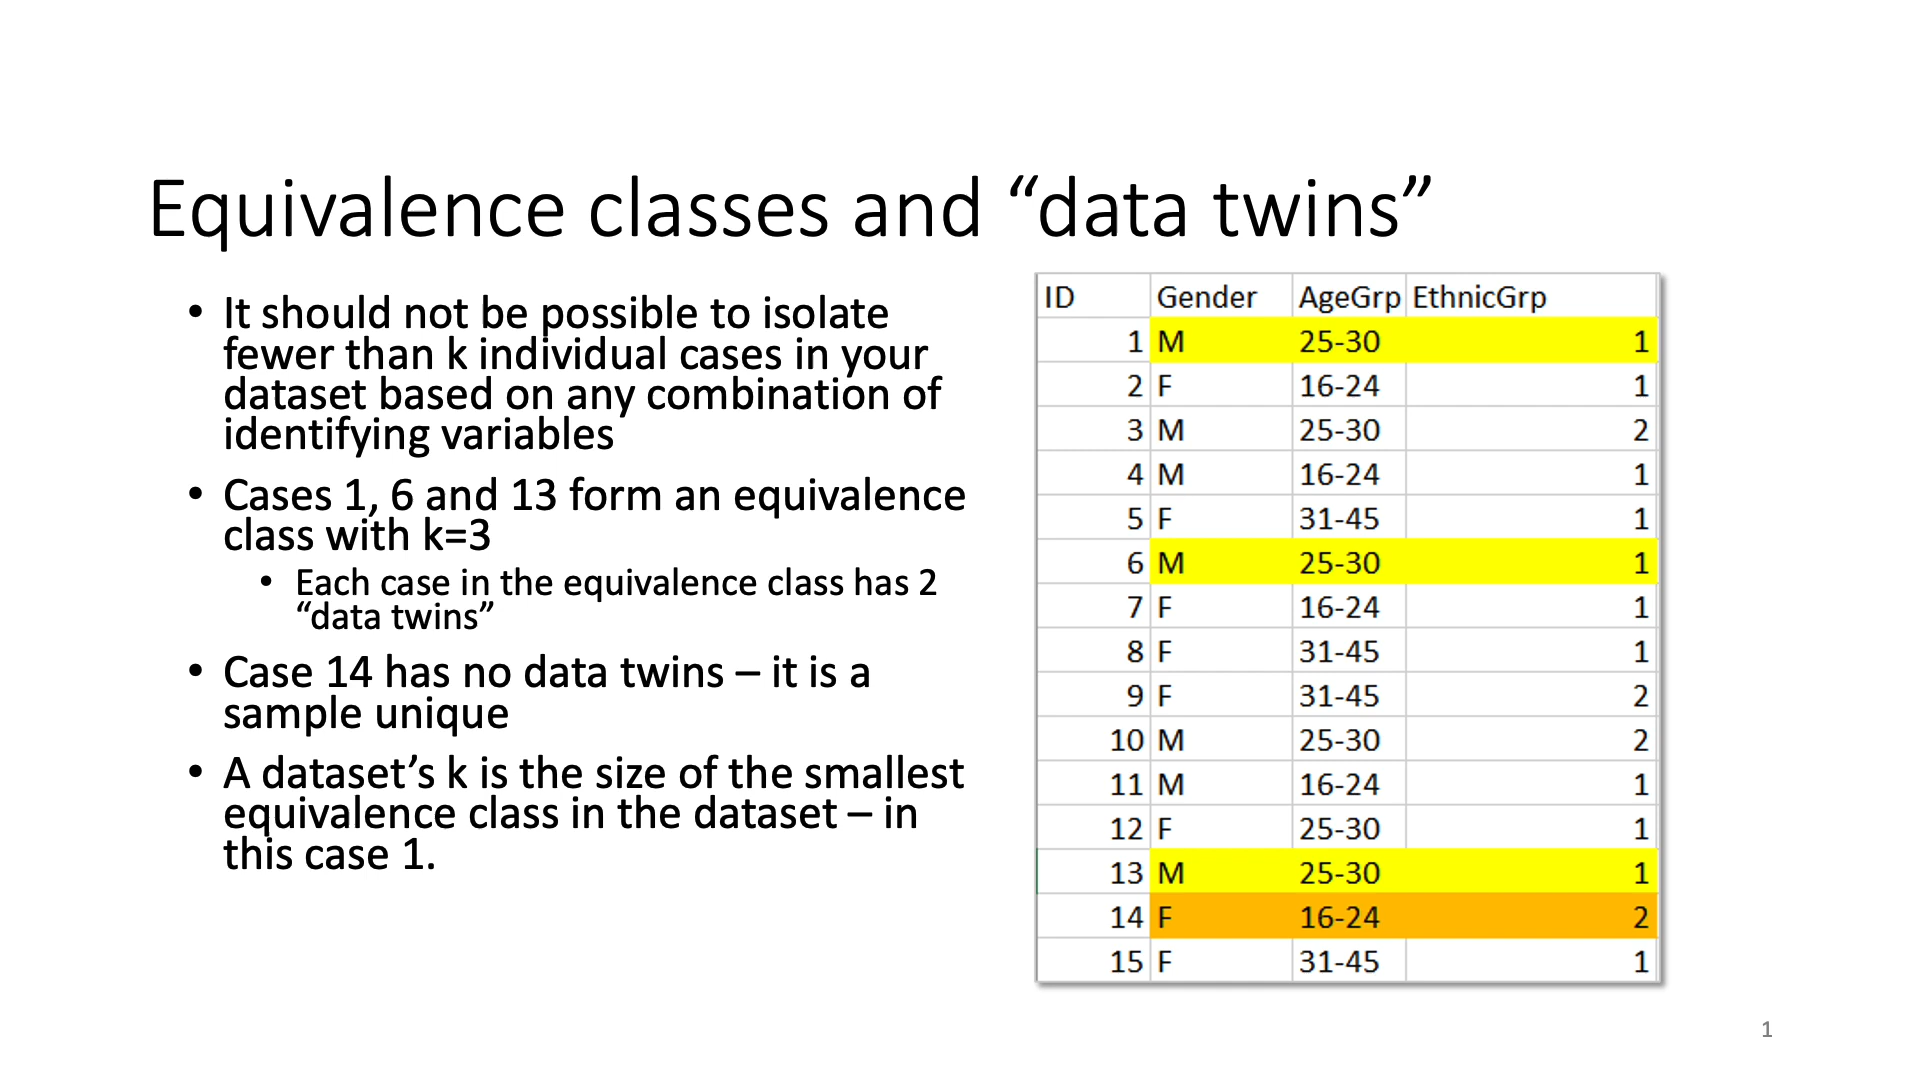 Equivalence classes and “data twins”
• It should not be possible to isolate
fewer than k individual cases in your
dataset based on any combination of
identifying variables
• Cases 1, 6 and 13 form an equivalence
class with k=3
• Each case in the equivalence class has 2
“data twins”
• Case 14 has no data twins – it is a
sample unique
• A dataset’s k is the size of the smallest
equivalence class in the dataset – in
this case 1.
ID Gender AgeGrp EthnicGrp
1 M 25-30 1
2 F 16-24 1
3 M 25-30 2
4 M 16-24 1
5 F 31-45 1
6 M 25-30 1
7 F 16-24 1
8 F 31-45 1
9 F 31-45 2
10 M 25-30 2
11 M 16-24 1
12 F 25-30 1
13 M 25-30 1
14 F 16-24 2
15 F 31-45 1
1